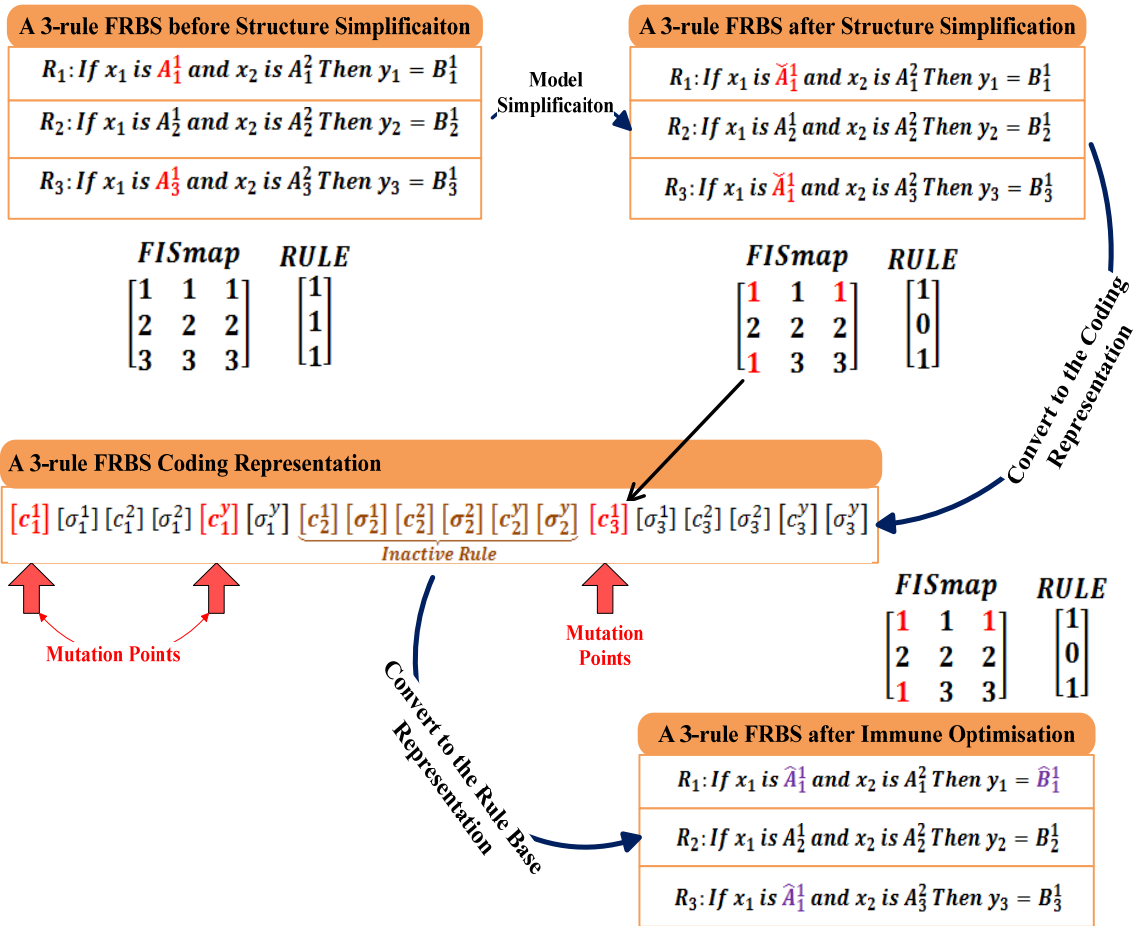 A 3-rule FRBS before Structure Simplificaiton
R₁: If x₁ is A₁¹ and x₂ is A₁² Then y₁ = B₁¹
R₂: If x₁ is A₂¹ and x₂ is A₂² Then y₂ = B₂¹
R₃: If x₁ is A₃¹ and x₂ is A₃² Then y₃ = B₃¹
FISmap RULE
[1 1 1] [1]
[2 2 2] [1]
[3 3 3] [1]
Model
Simplificaiton
A 3-rule FRBS after Structure Simplification
R₁: If x₁ is Ǎ₁¹ and x₂ is A₁² Then y₁ = B₁¹
R₂: If x₁ A₂¹ and x₂ is A₂² Then y₂ = B₂¹
R₃: If x₁ is Ǎ₁¹ and x₂ is A₃² Then y₃ = B₃¹
FISmap RULE
[1 1 1] [1]
[2 2 2] [0]
[1 3 3] [1]
Convert to the Coding
Representation
A 3-rule FRBS Coding Representation
[c₁¹] [σ₁¹] [c₁²] [σ₁²] [c₁ʸ] [σ₁ʸ] [c₂¹] [σ₂¹] [c₂²] [σ₂²] [c₂ʸ] [σ₂ʸ] [c₃¹] [σ₃¹] [c₃²] [σ₃²] [c₃ʸ] [σ₃ʸ]
Inactive Rule
Mutation Points
Mutation
Points
Convert to the Rule Base
Representation
FISmap RULE
[1 1 1] [1]
[2 2 2] [0]
[1 3 3] [1]
A 3-rule FRBS after Immune Optimisation
R₁: If x₁ is Â₁¹ and x₂ is A₁² Then y₁ = B̂₁¹
R₂: If x₁ is A₂¹ and x₂ is A₂² Then y₂ = B₂¹
R₃: If x₁ is Â₁¹ and x₂ is A₃² Then y₃ = B₃¹